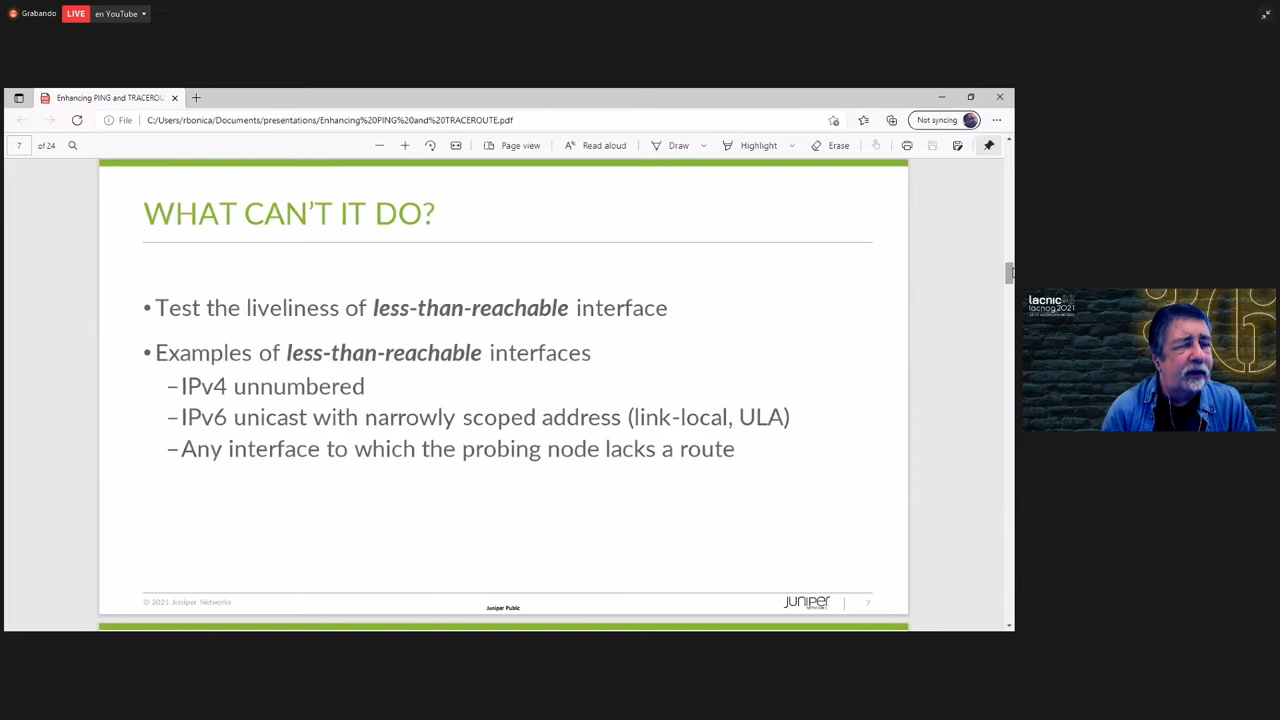 Grabando
LIVE en YouTube
Enhancing PING and TRACEROU
File C:/Users/rbonica/Documents/presentations/Enhancing%20PING%20and%20TRACEROUTE.pdf Not syncing
7 of 24 Page view Read aloud Draw Highlight Erase
WHAT CAN'T IT DO?
• Test the liveliness of less-than-reachable interface
• Examples of less-than-reachable interfaces
–IPv4 unnumbered
–IPv6 unicast with narrowly scoped address (link-local, ULA)
–Any interface to which the probing node lacks a route
© 2021 Juniper Networks
Juniper Public
JUNIPER
7
lacnic
lacnog 2021